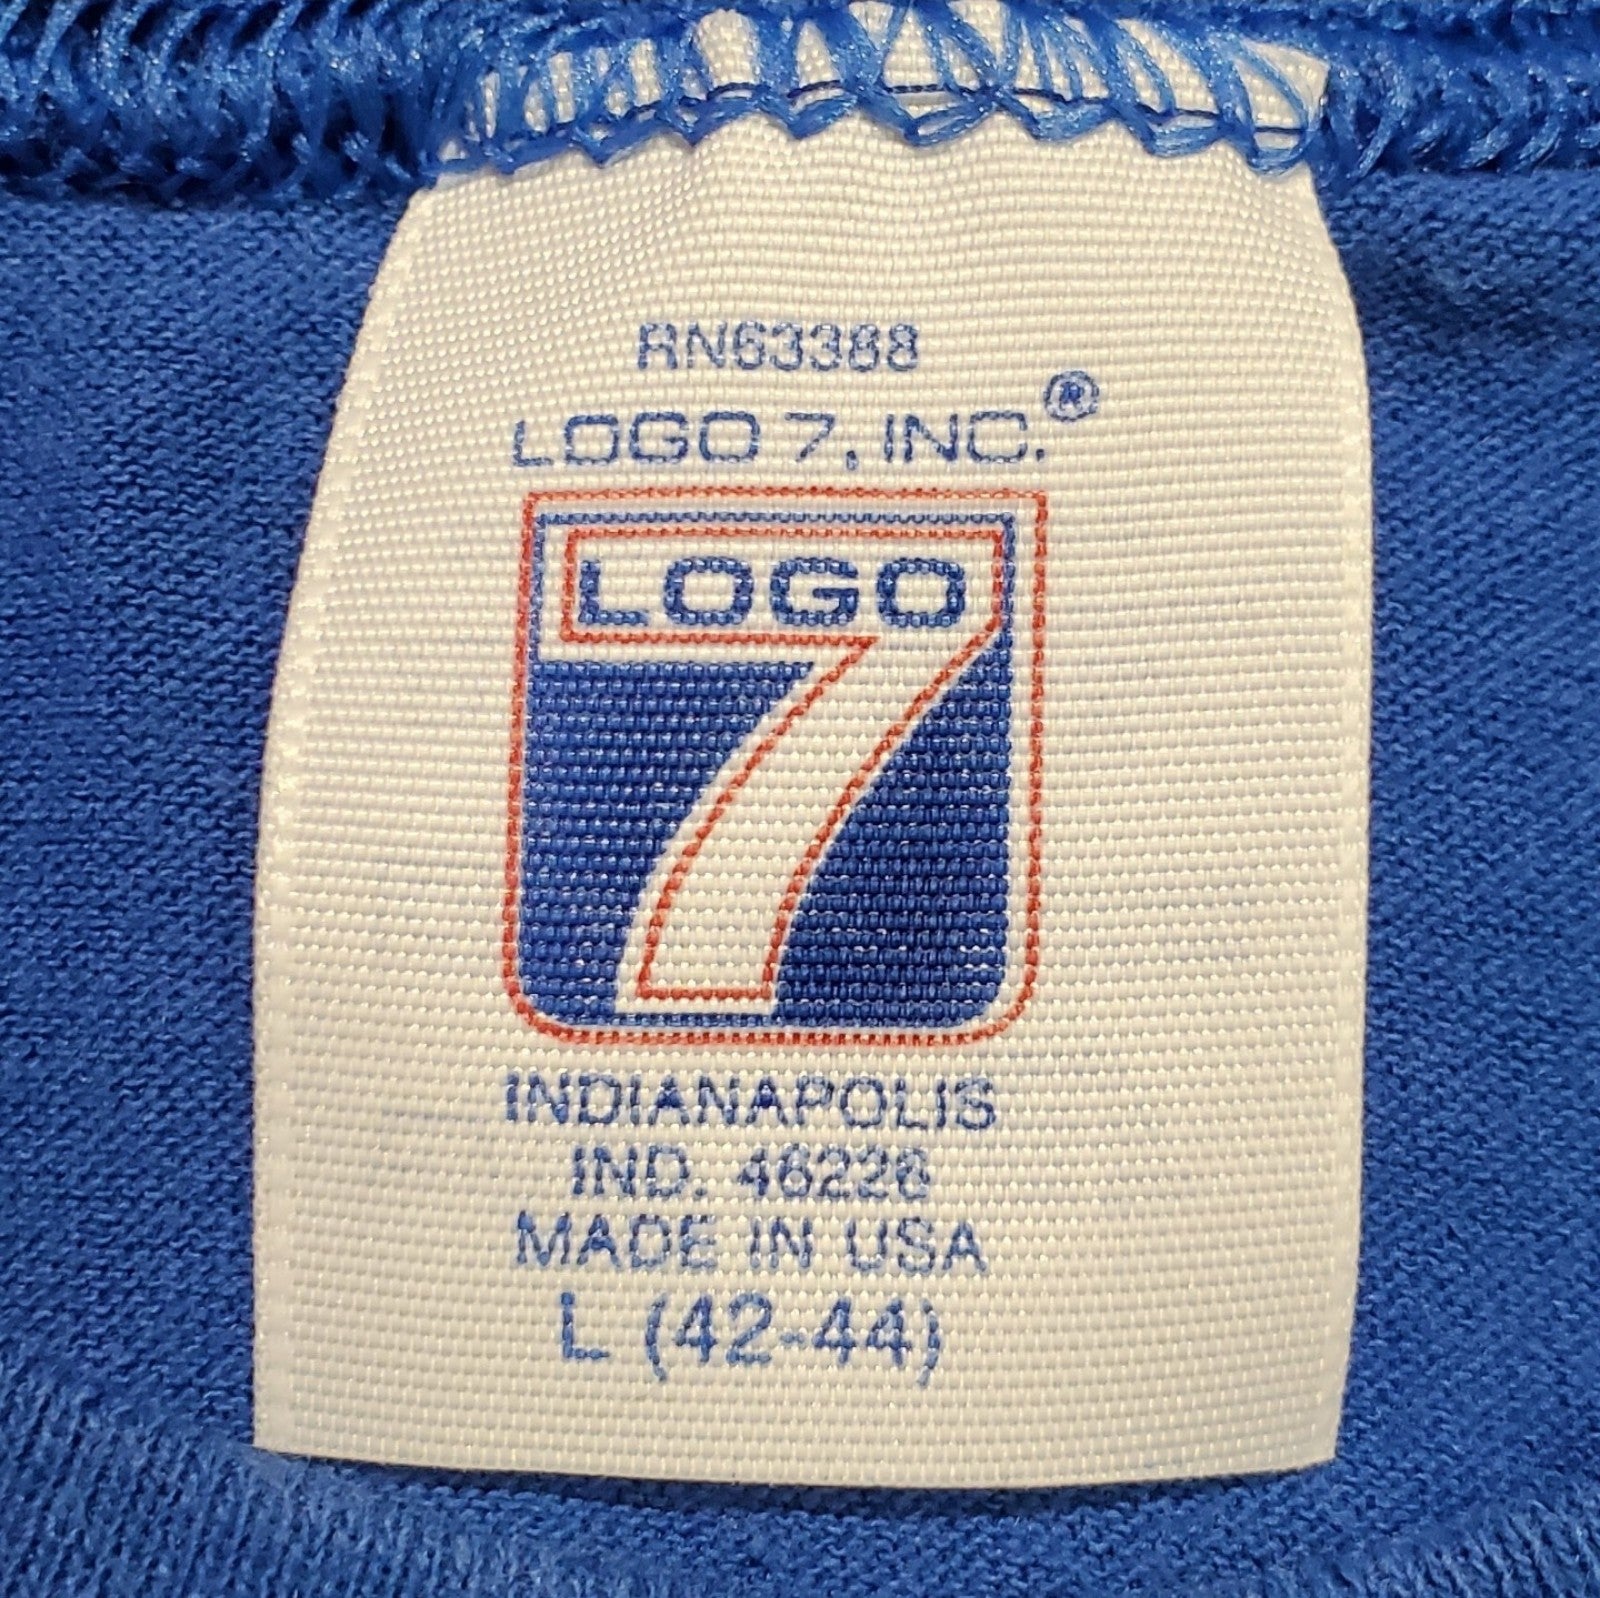 RN63388
LOGO 7, INC.®
LOGO
7
INDIANAPOLIS
IND. 46226
MADE IN USA
L (42-44)